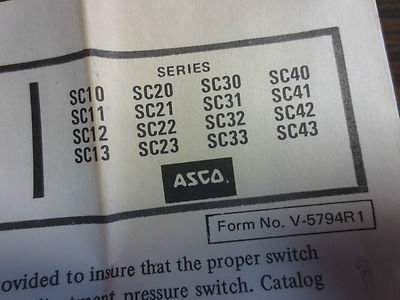 SERIES
SC10 SC20 SC30 SC40
SC11 SC21 SC31 SC41
SC12 SC22 SC32 SC42
SC13 SC23 SC33 SC43
ASCO
Form No. V-5794R1
rovided to insure that the proper switch
pressure switch. Catalog